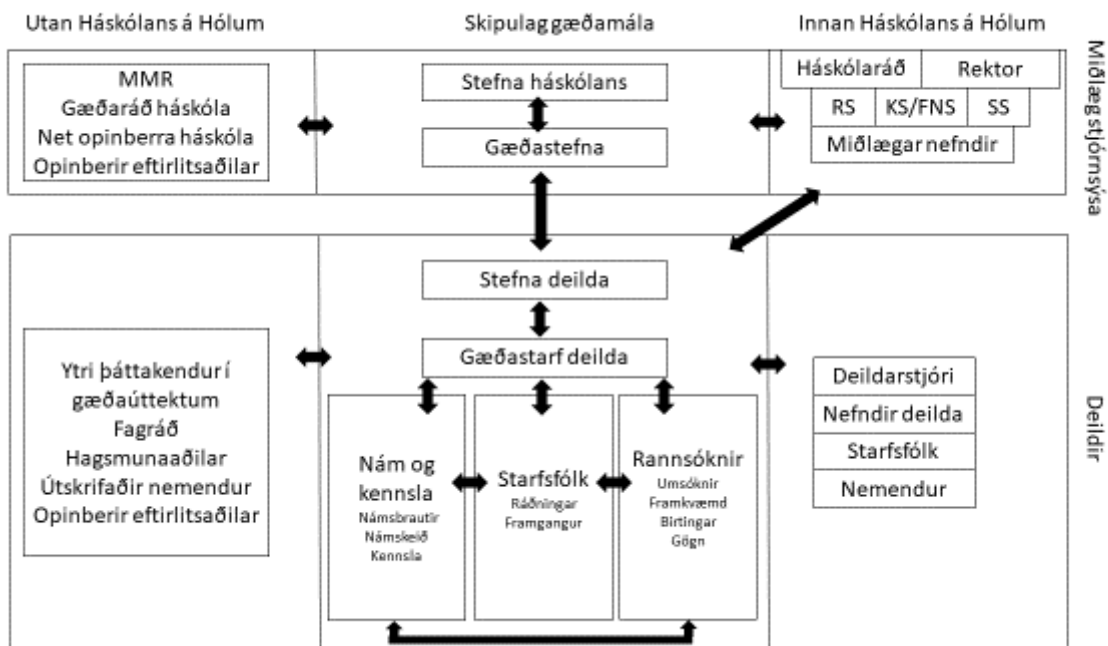 Utan Háskólans á Hólum
Skipulag gæðamála
Innan Háskólans á Hólum
MMR
Gæðaráð háskóla
Net opinberra háskóla
Opinberir eftirlitsaðilar
Stefna háskólans
Gæðastefna
Háskólaráð
Rektor
RS
KS/FNS
SS
Miðlægar nefndir
Miðlæg stjórnsýsa
Ytri þáttakendur í
gæðaúttektum
Fagráð
Hagsmunaaðilar
Útskrifaðir nemendur
Opinberir eftirlitsaðilar
Stefna deilda
Gæðastarf deilda
Nám og
kennsla
Námsbrautir
Námskeið
Kennsla
Starfsfólk
Ráðningar
Framgangur
Rannsóknir
Umsóknir
Framkvæmd
Birtingar
Gögn
Deildarstjóri
Nefndir deilda
Starfsfólk
Nemendur
Deildir